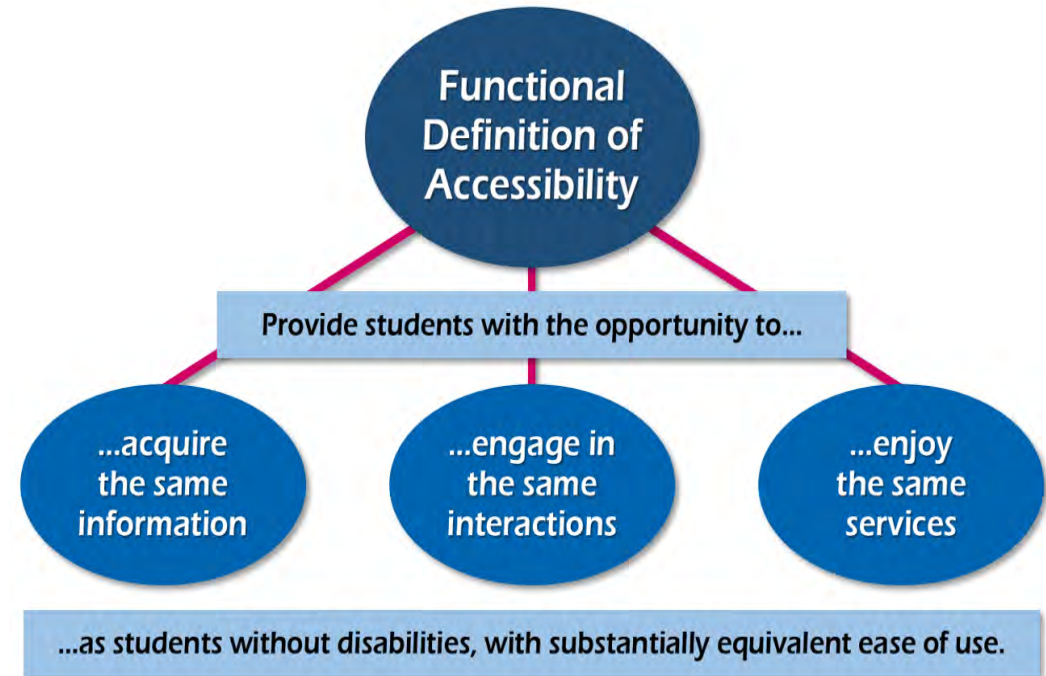 Functional
Definition of
Accessibility
Provide students with the opportunity to...
...acquire
the same
information
...engage in
the same
interactions
...enjoy
the same
services
...as students without disabilities, with substantially equivalent ease of use.